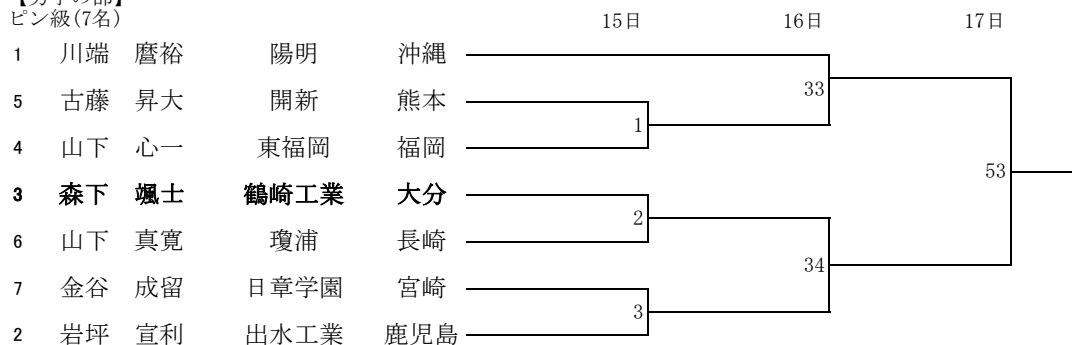 【男子の部】
ピン級(7名) 15日 16日 17日
1 川端 麿裕 陽明 沖縄
33
5 古藤 昇大 開新 熊本
1
4 山下 心一 東福岡 福岡
53
3 森下 颯士 鶴崎工業 大分
2
6 山下 真寛 瓊浦 長崎
34
7 金谷 成留 日章学園 宮崎
3
2 岩坪 宣利 出水工業 鹿児島